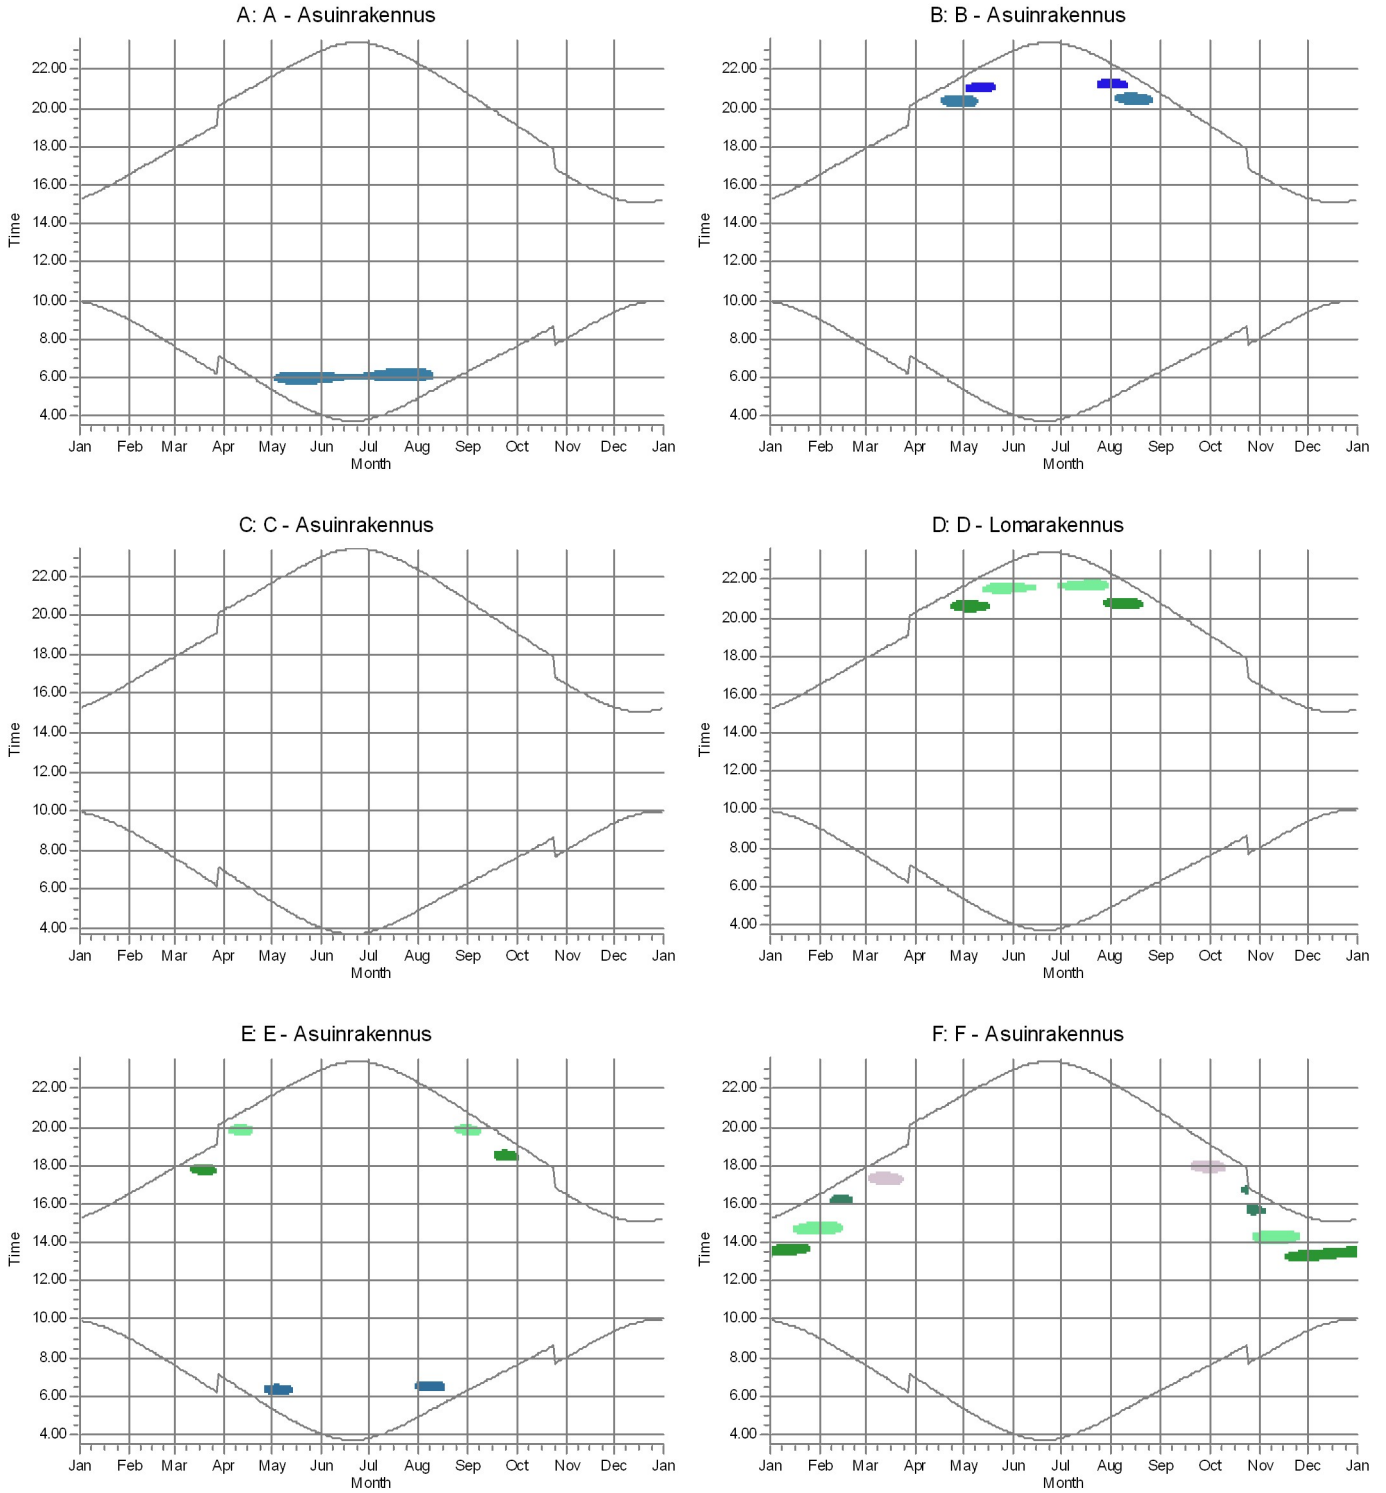 A: A - Asuinrakennus
22.00
20.00
18.00
16.00
14.00
12.00
10.00
8.00
6.00
4.00
Time
Jan Feb Mar Apr May Jun Jul Aug Sep Oct Nov Dec Jan
Month
B: B - Asuinrakennus
22.00
20.00
18.00
16.00
14.00
12.00
10.00
8.00
6.00
4.00
Time
Jan Feb Mar Apr May Jun Jul Aug Sep Oct Nov Dec Jan
Month
C: C - Asuinrakennus
22.00
20.00
18.00
16.00
14.00
12.00
10.00
8.00
6.00
4.00
Time
Jan Feb Mar Apr May Jun Jul Aug Sep Oct Nov Dec Jan
Month
D: D - Lomarakennus
22.00
20.00
18.00
16.00
14.00
12.00
10.00
8.00
6.00
4.00
Time
Jan Feb Mar Apr May Jun Jul Aug Sep Oct Nov Dec Jan
Month
E: E - Asuinrakennus
22.00
20.00
18.00
16.00
14.00
12.00
10.00
8.00
6.00
4.00
Time
Jan Feb Mar Apr May Jun Jul Aug Sep Oct Nov Dec Jan
Month
F: F - Asuinrakennus
22.00
20.00
18.00
16.00
14.00
12.00
10.00
8.00
6.00
4.00
Time
Jan Feb Mar Apr May Jun Jul Aug Sep Oct Nov Dec Jan
Month